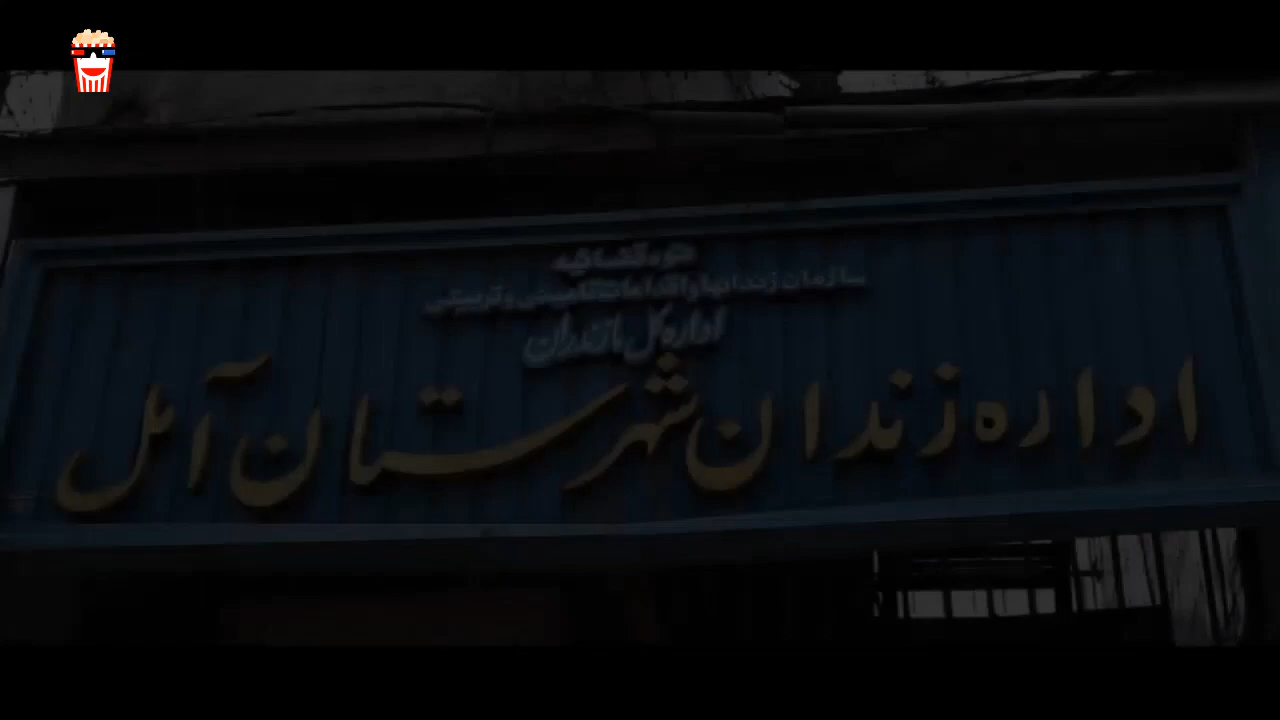 قوه قضائیه
سازمان زندانها و اقدامات تامینی و تربیتی
اداره کل مازندران
اداره زندان شهرستان آمل